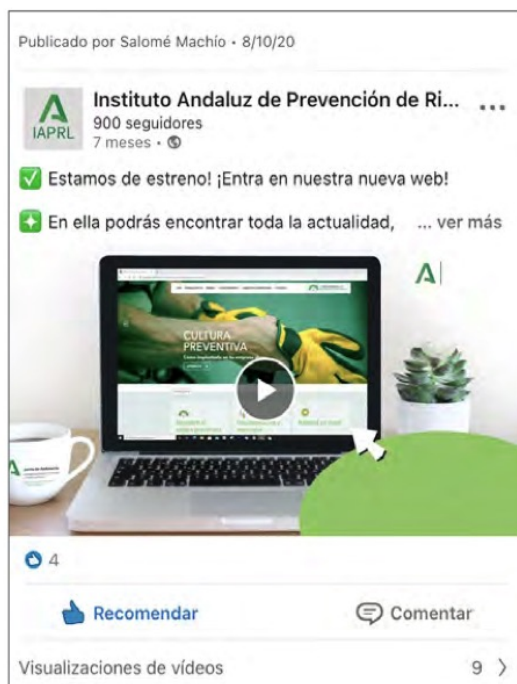 Publicado por Salomé Machío • 8/10/20
Instituto Andaluz de Prevención de Ri... •••
IAPRL
900 seguidores
7 meses •
Estamos de estreno! ¡Entra en nuestra nueva web!
En ella podrás encontrar toda la actualidad, ... ver más
CULTURA
PREVENTIVA
4
Recomendar
Comentar
Visualizaciones de vídeos 9